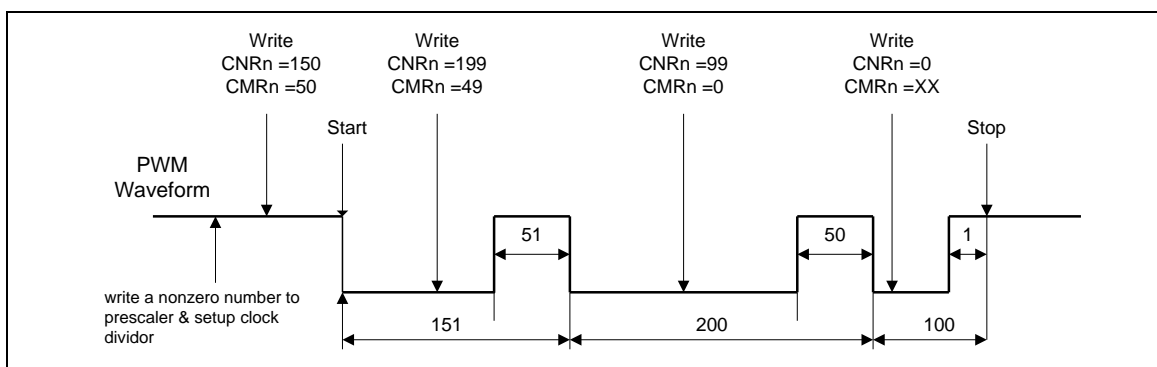 Write
CNRn =150
CMRn =50
Write
CNRn =199
CMRn =49
Write
CNRn =99
CMRn =0
Write
CNRn =0
CMRn =XX
Start
Stop
PWM
Waveform
51
50
1
write a nonzero number to
prescaler & setup clock
dividor
151
200
100